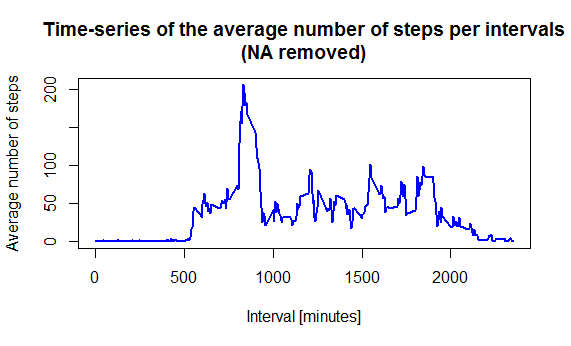 Time-series of the average number of steps per intervals
(NA removed)
Average number of steps
200
100
50
0
0 500 1000 1500 2000
Interval [minutes]